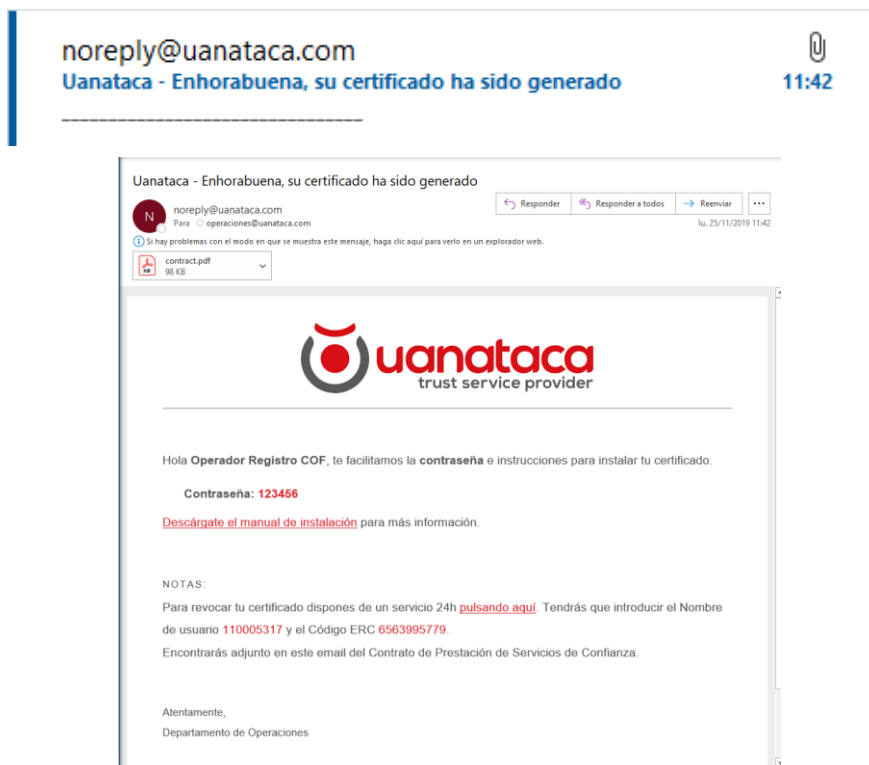 noreply@uanataca.com
Uanataca - Enhorabuena, su certificado ha sido generado
11:42
________________________________
Uanataca - Enhorabuena, su certificado ha sido generado
Responder
Responder a todos
Reenviar
...
N
noreply@uanataca.com
Para operaciones@uanataca.com
lu. 25/11/2019 11:42
Si hay problemas con el modo en que se muestra este mensaje, haga clic aquí para verlo en un explorador web.
contract.pdf
98 KB
uanataca
trust service provider
Hola Operador Registro COF, te facilitamos la contraseña e instrucciones para instalar tu certificado.
Contraseña: 123456
Descárgate el manual de instalación para más información.
NOTAS:
Para revocar tu certificado dispones de un servicio 24h pulsando aquí. Tendrás que introducir el Nombre
de usuario 110005317 y el Código ERC 6563995779.
Encontrarás adjunto en este email del Contrato de Prestación de Servicios de Confianza.
Atentamente,
Departamento de Operaciones